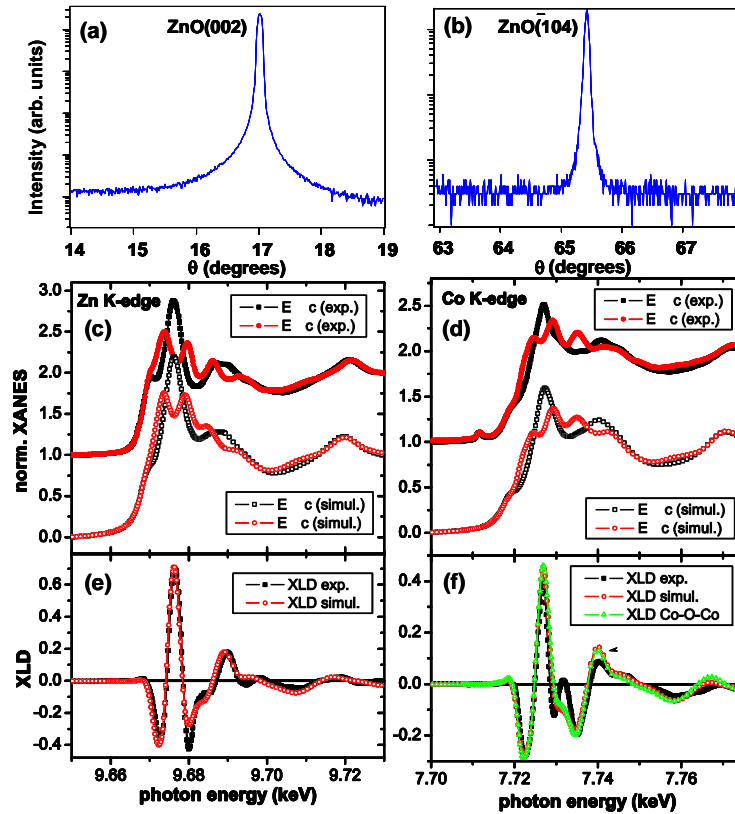 (a)
ZnO(002)
(b)
ZnO(̄104)
Intensity (arb. units)
14 15 16 17 18 19
θ (degrees)
63 64 65 66 67
θ (degrees)
Zn K-edge
(c)
E c (exp.)
E c (exp.)
E c (simul.)
E c (simul.)
norm. XANES
3.0
2.5
2.0
1.5
1.0
0.5
0.0
Co K-edge
(d)
E c (exp.)
E c (exp.)
E c (simul.)
E c (simul.)
2.5
2.0
1.5
1.0
0.5
0.0
(e)
XLD exp.
XLD simul.
XLD
0.6
0.4
0.2
0.0
-0.2
-0.4
9.66 9.68 9.70 9.72
photon energy (keV)
(f)
XLD exp.
XLD simul.
XLD Co-O-Co
0.4
0.2
0.0
-0.2
7.70 7.72 7.74 7.76
photon energy (keV)